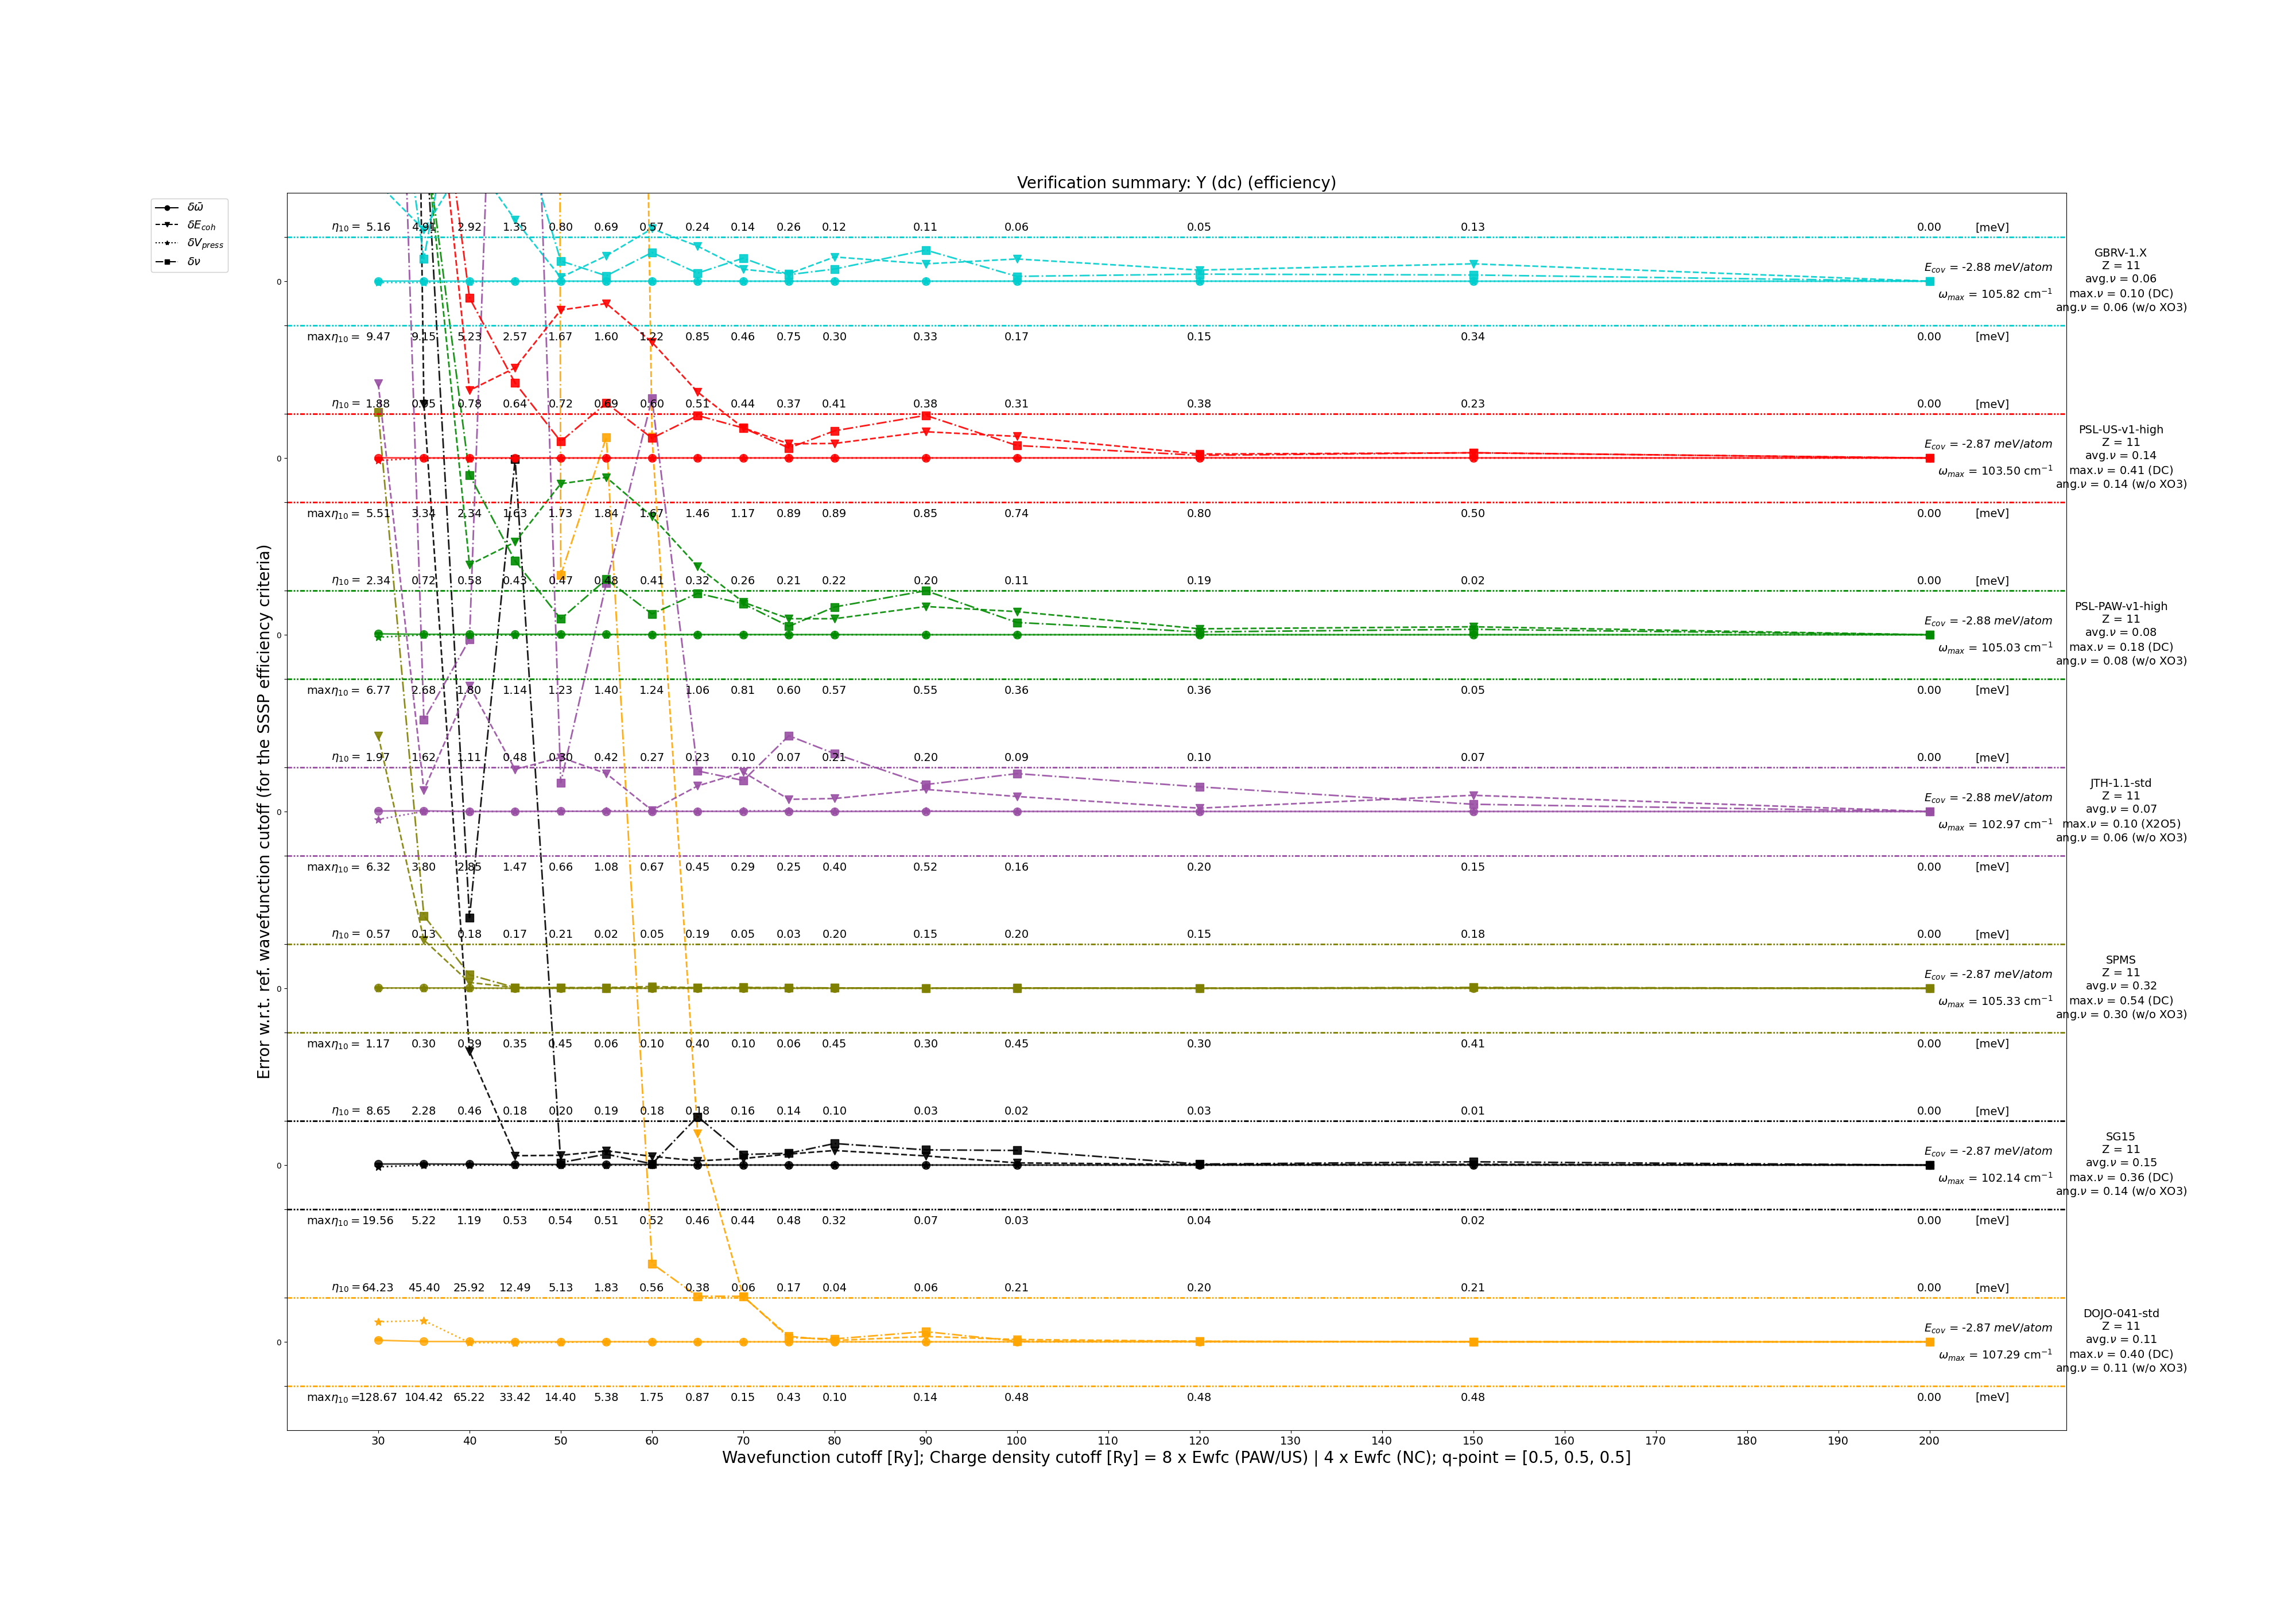 Verification summary: Y (dc) (efficiency)
δω̄
δE_coh
δV_press
δν
Error w.r.t. ref. wavefunction cutoff (for the SSSP efficiency criteria)
η₁₀ = 5.16 4.91 2.92 1.35 0.80 0.69 0.57 0.24 0.14 0.26 0.12 0.11 0.06 0.05 0.13 0.00 [meV]
0
E_cov = -2.88 meV/atom
ω_max = 105.82 cm⁻¹
GBRV-1.X
Z = 11
avg.ν = 0.06
max.ν = 0.10 (DC)
ang.ν = 0.06 (w/o XO3)
maxη₁₀ = 9.47 9.15 5.23 2.57 1.67 1.60 1.22 0.85 0.46 0.75 0.30 0.33 0.17 0.15 0.34 0.00 [meV]
η₁₀ = 1.88 0.95 0.78 0.64 0.72 0.69 0.60 0.51 0.44 0.37 0.41 0.38 0.31 0.38 0.23 0.00 [meV]
0
E_cov = -2.87 meV/atom
ω_max = 103.50 cm⁻¹
PSL-US-v1-high
Z = 11
avg.ν = 0.14
max.ν = 0.41 (DC)
ang.ν = 0.14 (w/o XO3)
maxη₁₀ = 5.51 3.34 2.34 1.63 1.73 1.84 1.67 1.46 1.17 0.89 0.89 0.85 0.74 0.80 0.50 0.00 [meV]
η₁₀ = 2.34 0.72 0.58 0.43 0.47 0.48 0.41 0.32 0.26 0.21 0.22 0.20 0.11 0.19 0.02 0.00 [meV]
0
E_cov = -2.88 meV/atom
ω_max = 105.03 cm⁻¹
PSL-PAW-v1-high
Z = 11
avg.ν = 0.08
max.ν = 0.18 (DC)
ang.ν = 0.08 (w/o XO3)
maxη₁₀ = 6.77 2.68 1.80 1.14 1.23 1.40 1.24 1.06 0.81 0.60 0.57 0.55 0.36 0.36 0.05 0.00 [meV]
η₁₀ = 1.97 1.62 1.11 0.48 0.30 0.42 0.27 0.23 0.10 0.07 0.21 0.20 0.09 0.10 0.07 0.00 [meV]
0
E_cov = -2.88 meV/atom
ω_max = 102.97 cm⁻¹
JTH-1.1-std
Z = 11
avg.ν = 0.07
max.ν = 0.10 (X2O5)
ang.ν = 0.06 (w/o XO3)
maxη₁₀ = 6.32 3.80 2.85 1.47 0.66 1.08 0.67 0.45 0.29 0.25 0.40 0.52 0.16 0.20 0.15 0.00 [meV]
η₁₀ = 0.57 0.13 0.18 0.17 0.21 0.02 0.05 0.19 0.05 0.03 0.20 0.15 0.20 0.15 0.18 0.00 [meV]
0
E_cov = -2.87 meV/atom
ω_max = 105.33 cm⁻¹
SPMS
Z = 11
avg.ν = 0.32
max.ν = 0.54 (DC)
ang.ν = 0.30 (w/o XO3)
maxη₁₀ = 1.17 0.30 0.39 0.35 0.45 0.06 0.10 0.40 0.10 0.06 0.45 0.30 0.45 0.30 0.41 0.00 [meV]
η₁₀ = 8.65 2.28 0.46 0.18 0.20 0.19 0.18 0.18 0.16 0.14 0.10 0.03 0.02 0.03 0.01 0.00 [meV]
0
E_cov = -2.87 meV/atom
ω_max = 102.14 cm⁻¹
SG15
Z = 11
avg.ν = 0.15
max.ν = 0.36 (DC)
ang.ν = 0.14 (w/o XO3)
maxη₁₀ = 19.56 5.22 1.19 0.53 0.54 0.51 0.52 0.46 0.44 0.48 0.32 0.07 0.03 0.04 0.02 0.00 [meV]
η₁₀ = 64.23 45.40 25.92 12.49 5.13 1.83 0.56 0.38 0.06 0.17 0.04 0.06 0.21 0.20 0.21 0.00 [meV]
0
E_cov = -2.87 meV/atom
ω_max = 107.29 cm⁻¹
DOJO-041-std
Z = 11
avg.ν = 0.11
max.ν = 0.40 (DC)
ang.ν = 0.11 (w/o XO3)
maxη₁₀ = 128.67 104.42 65.22 33.42 14.40 5.38 1.75 0.87 0.15 0.43 0.10 0.14 0.48 0.48 0.48 0.00 [meV]
30 40 50 60 70 80 90 100 110 120 130 140 150 160 170 180 190 200
Wavefunction cutoff [Ry]; Charge density cutoff [Ry] = 8 x Ewfc (PAW/US) | 4 x Ewfc (NC); q-point = [0.5, 0.5, 0.5]